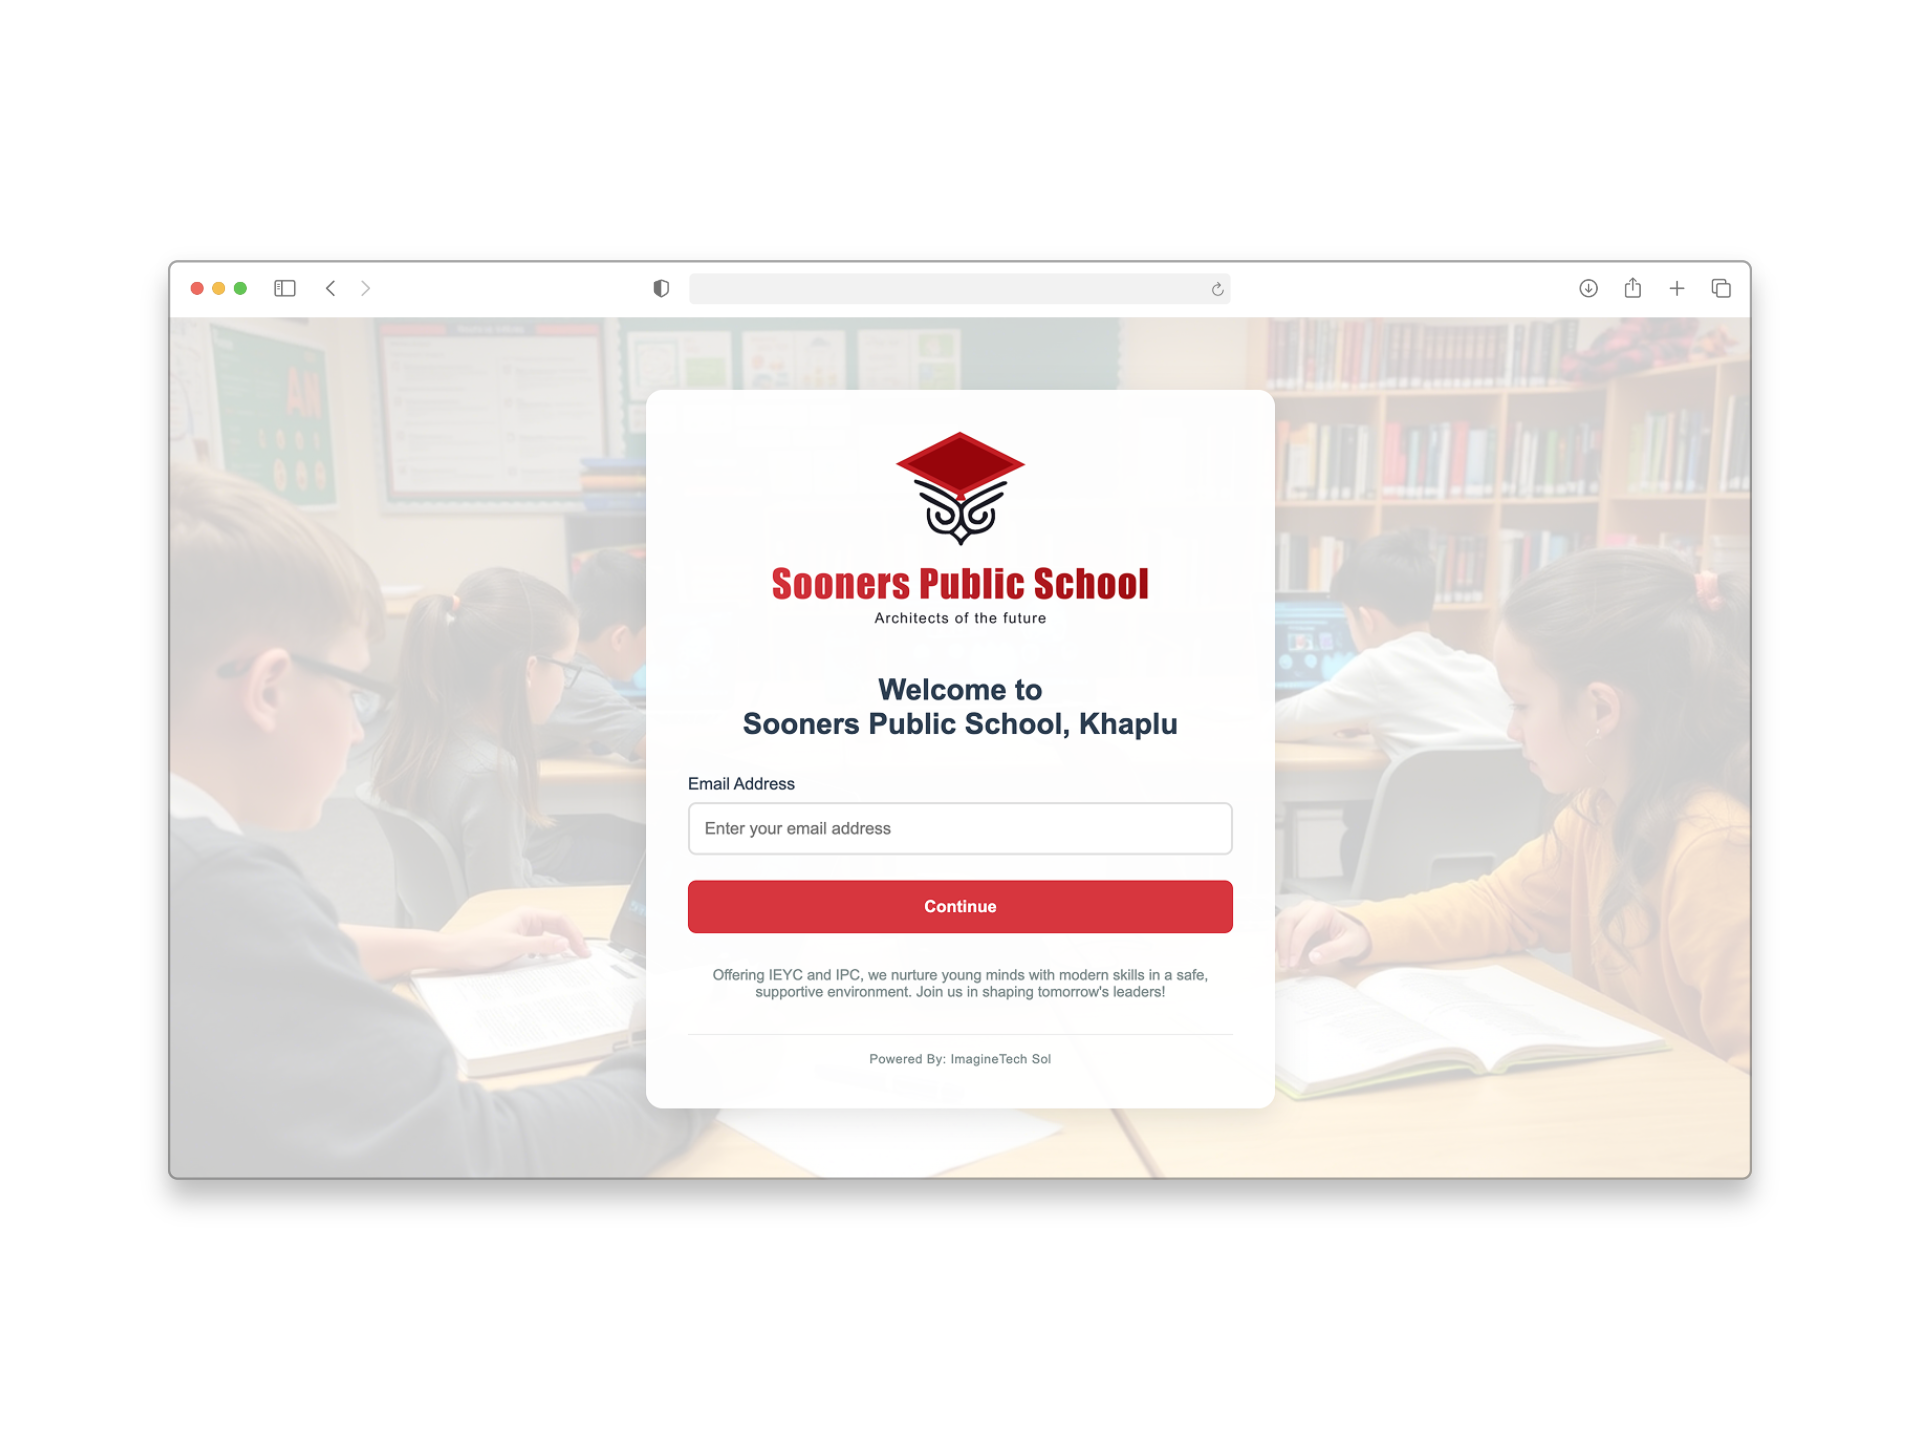 AN
Sooners Public School
Architects of the future
Welcome to
Sooners Public School, Khaplu
Email Address
Enter your email address
Continue
Offering IEYC and IPC, we nurture young minds with modern skills in a safe,
supportive environment. Join us in shaping tomorrow's leaders!
Powered By: ImagineTech Sol